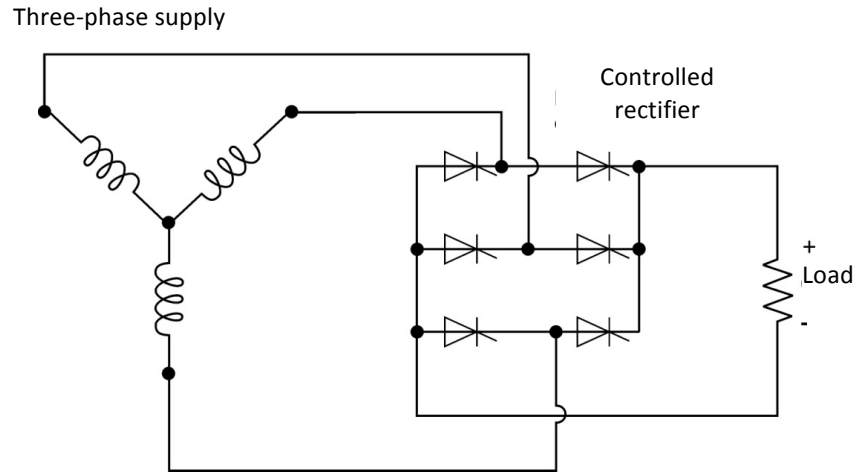 Three-phase supply
Controlled
rectifier
+
Load
-